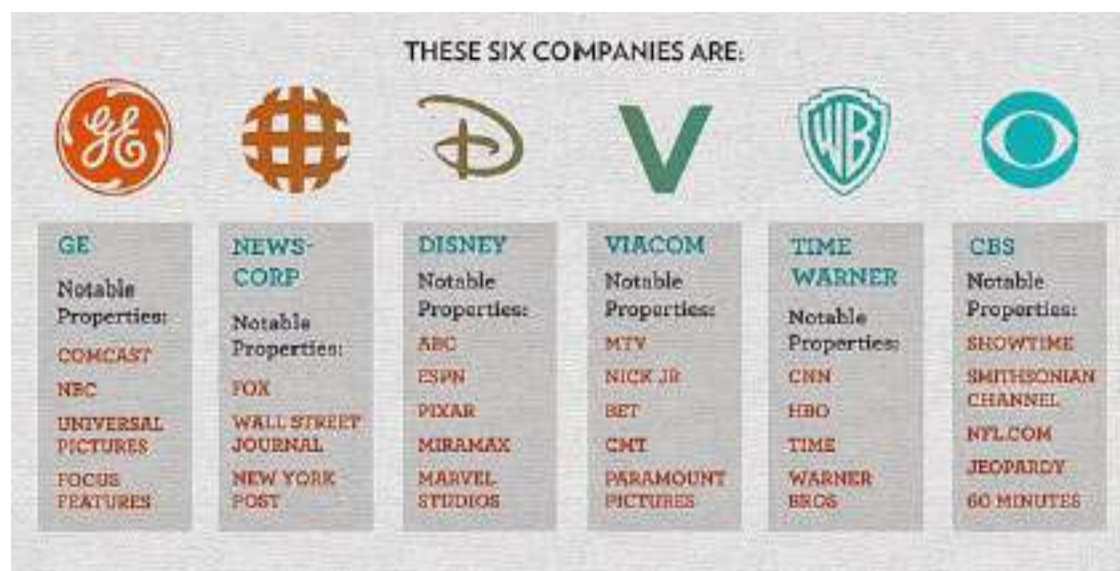 THESE SIX COMPANIES ARE:
GE
WB
GE
Notable
Properties:
COMCAST
NBC
UNIVERSAL
PICTURES
FOCUS
FEATURES
NEWS-
CORP
Notable
Properties:
FOX
WALL STREET
JOURNAL
NEW YORK
POST
DISNEY
Notable
Properties:
ABC
ESPN
PIXAR
MIRAMAX
MARVEL
STUDIOS
VIACOM
Notable
Properties:
MTV
NICK JR
BET
CMT
PARAMOUNT
PICTURES
TIME
WARNER
Notable
Properties:
CNN
HBO
TIME
WARNER
BROS
CBS
Notable
Properties:
SHOWTIME
SMITHSONIAN
CHANNEL
NFL.COM
JEOPARDY
60 MINUTES